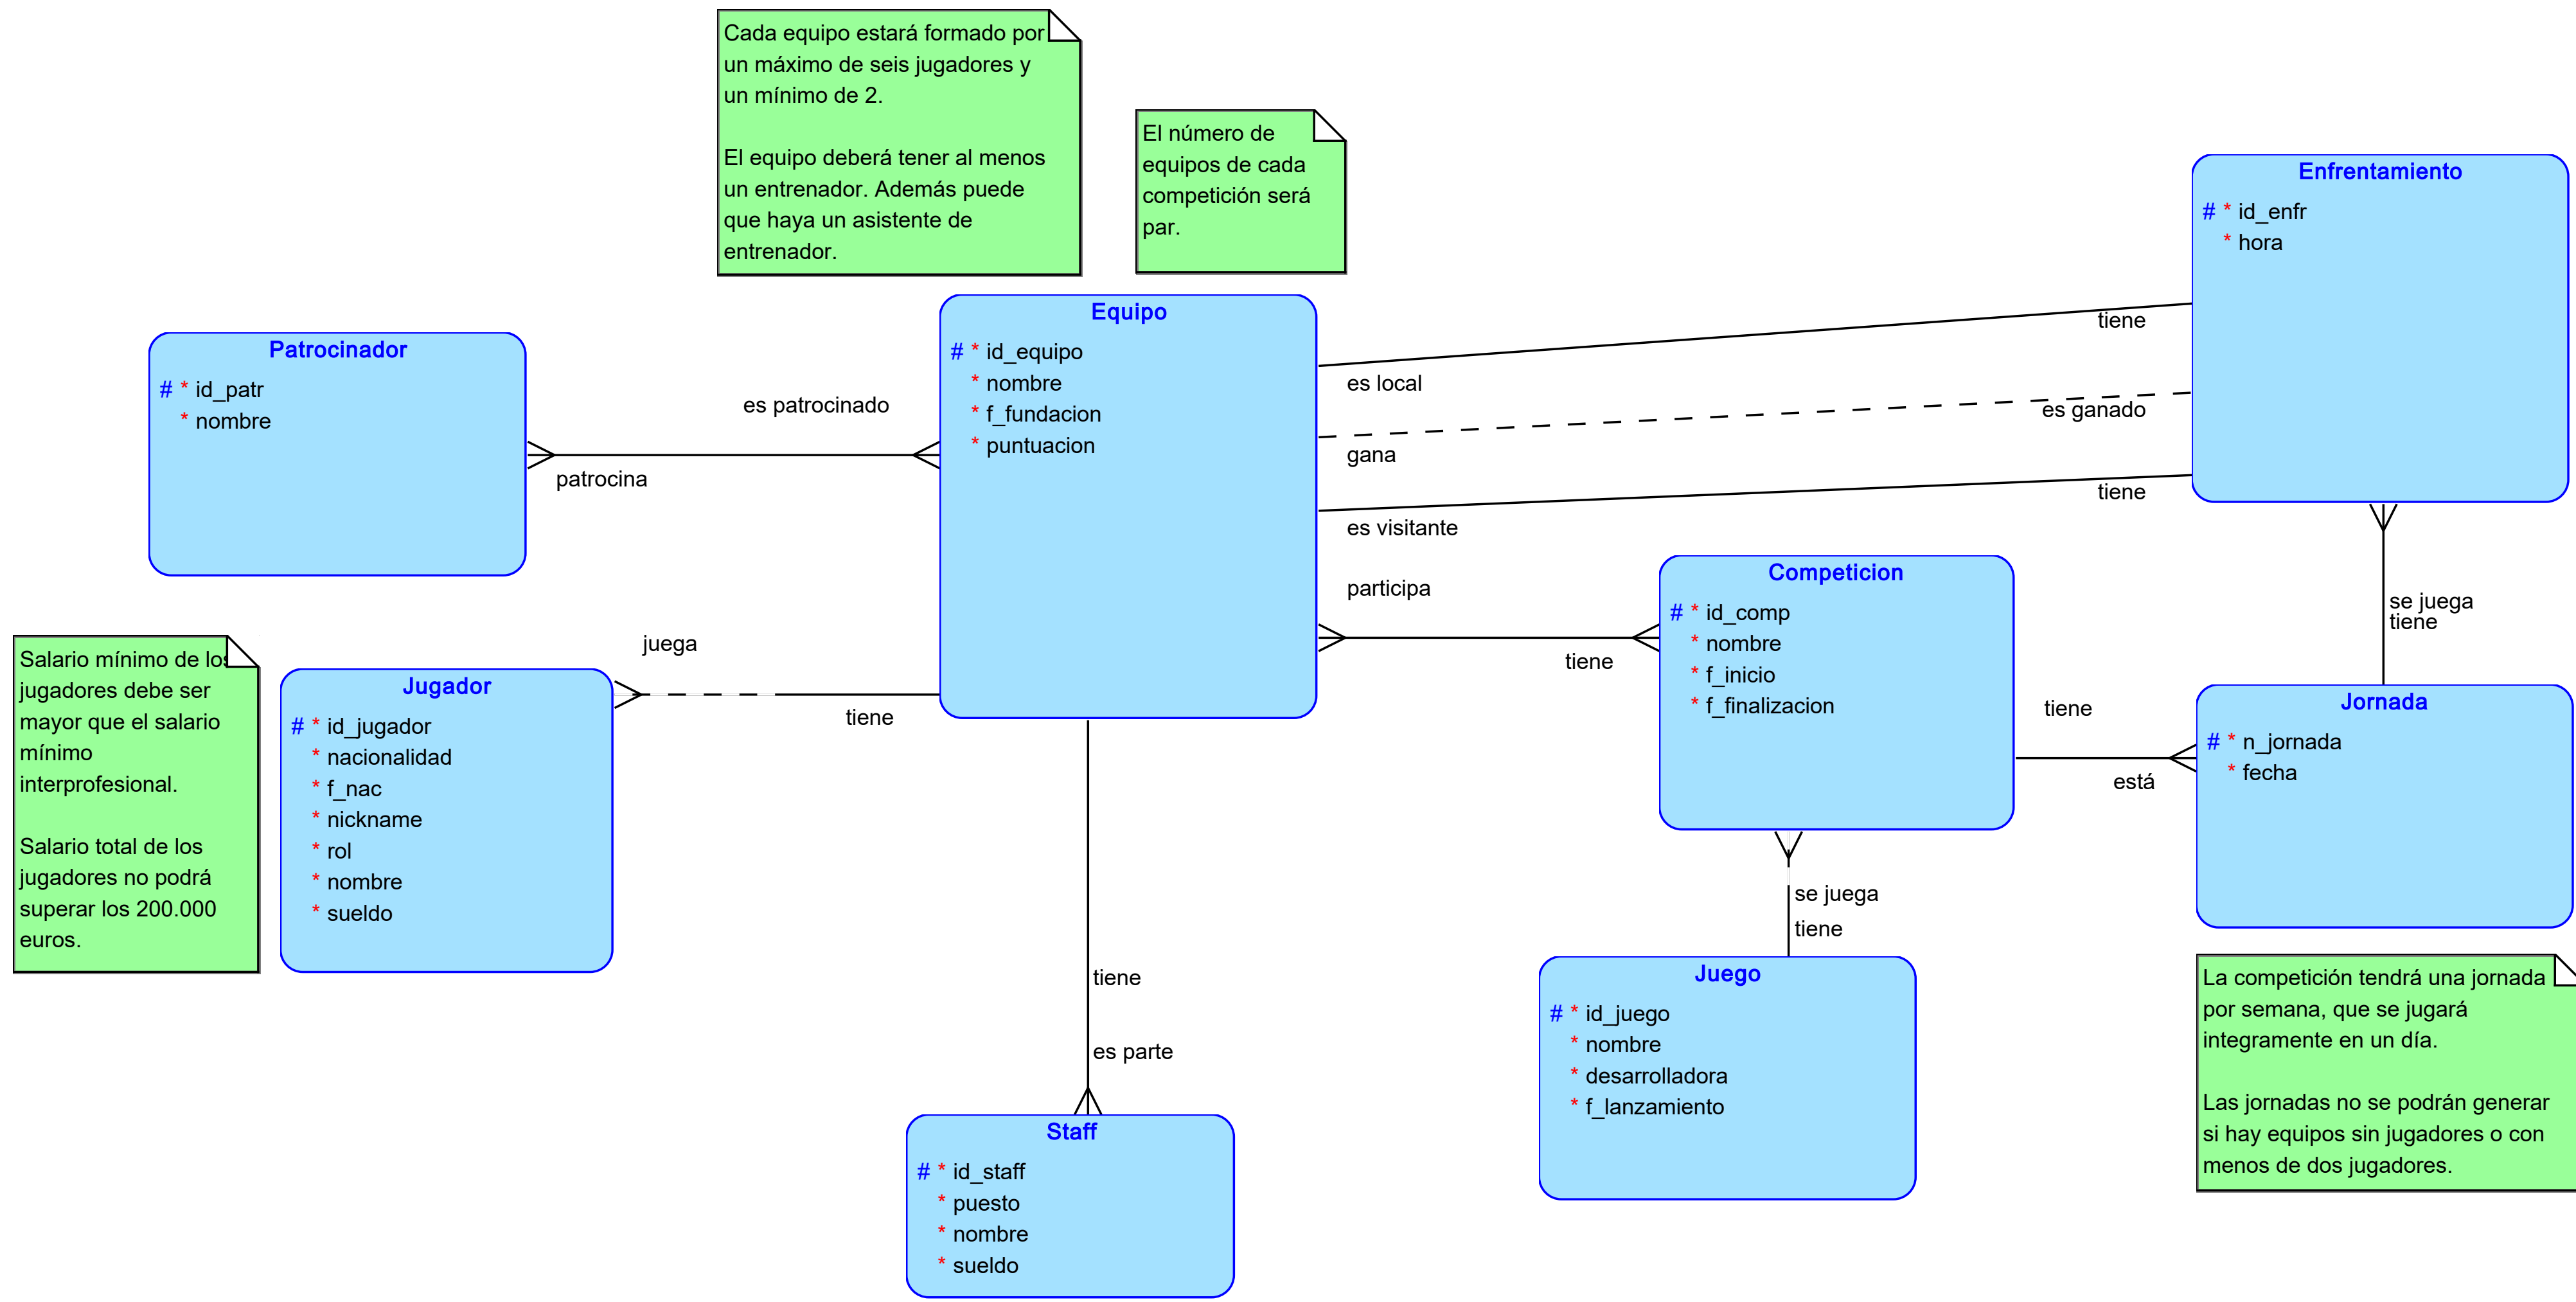 Cada equipo estará formado por
un máximo de seis jugadores y
un mínimo de 2.
El equipo deberá tener al menos
un entrenador. Además puede
que haya un asistente de
entrenador.
El número de
equipos de cada
competición será
par.
Enfrentamiento
# * id_enfr
* hora
Equipo
# * id_equipo
* nombre
* f_fundacion
* puntuacion
Patrocinador
# * id_patr
* nombre
es patrocinado
patrocina
tiene
es local
es ganado
gana
tiene
es visitante
participa
tiene
Competicion
# * id_comp
* nombre
* f_inicio
* f_finalizacion
se juega
tiene
juega
tiene
Salario mínimo de los
jugadores debe ser
mayor que el salario
mínimo
interprofesional.
Salario total de los
jugadores no podrá
superar los 200.000
euros.
Jugador
# * id_jugador
* nacionalidad
* f_nac
* nickname
* rol
* nombre
* sueldo
tiene
está
Jornada
# * n_jornada
* fecha
se juega
tiene
Juego
# * id_juego
* nombre
* desarrolladora
* f_lanzamiento
La competición tendrá una jornada
por semana, que se jugará
integramente en un día.
Las jornadas no se podrán generar
si hay equipos sin jugadores o con
menos de dos jugadores.
tiene
es parte
Staff
# * id_staff
* puesto
* nombre
* sueldo